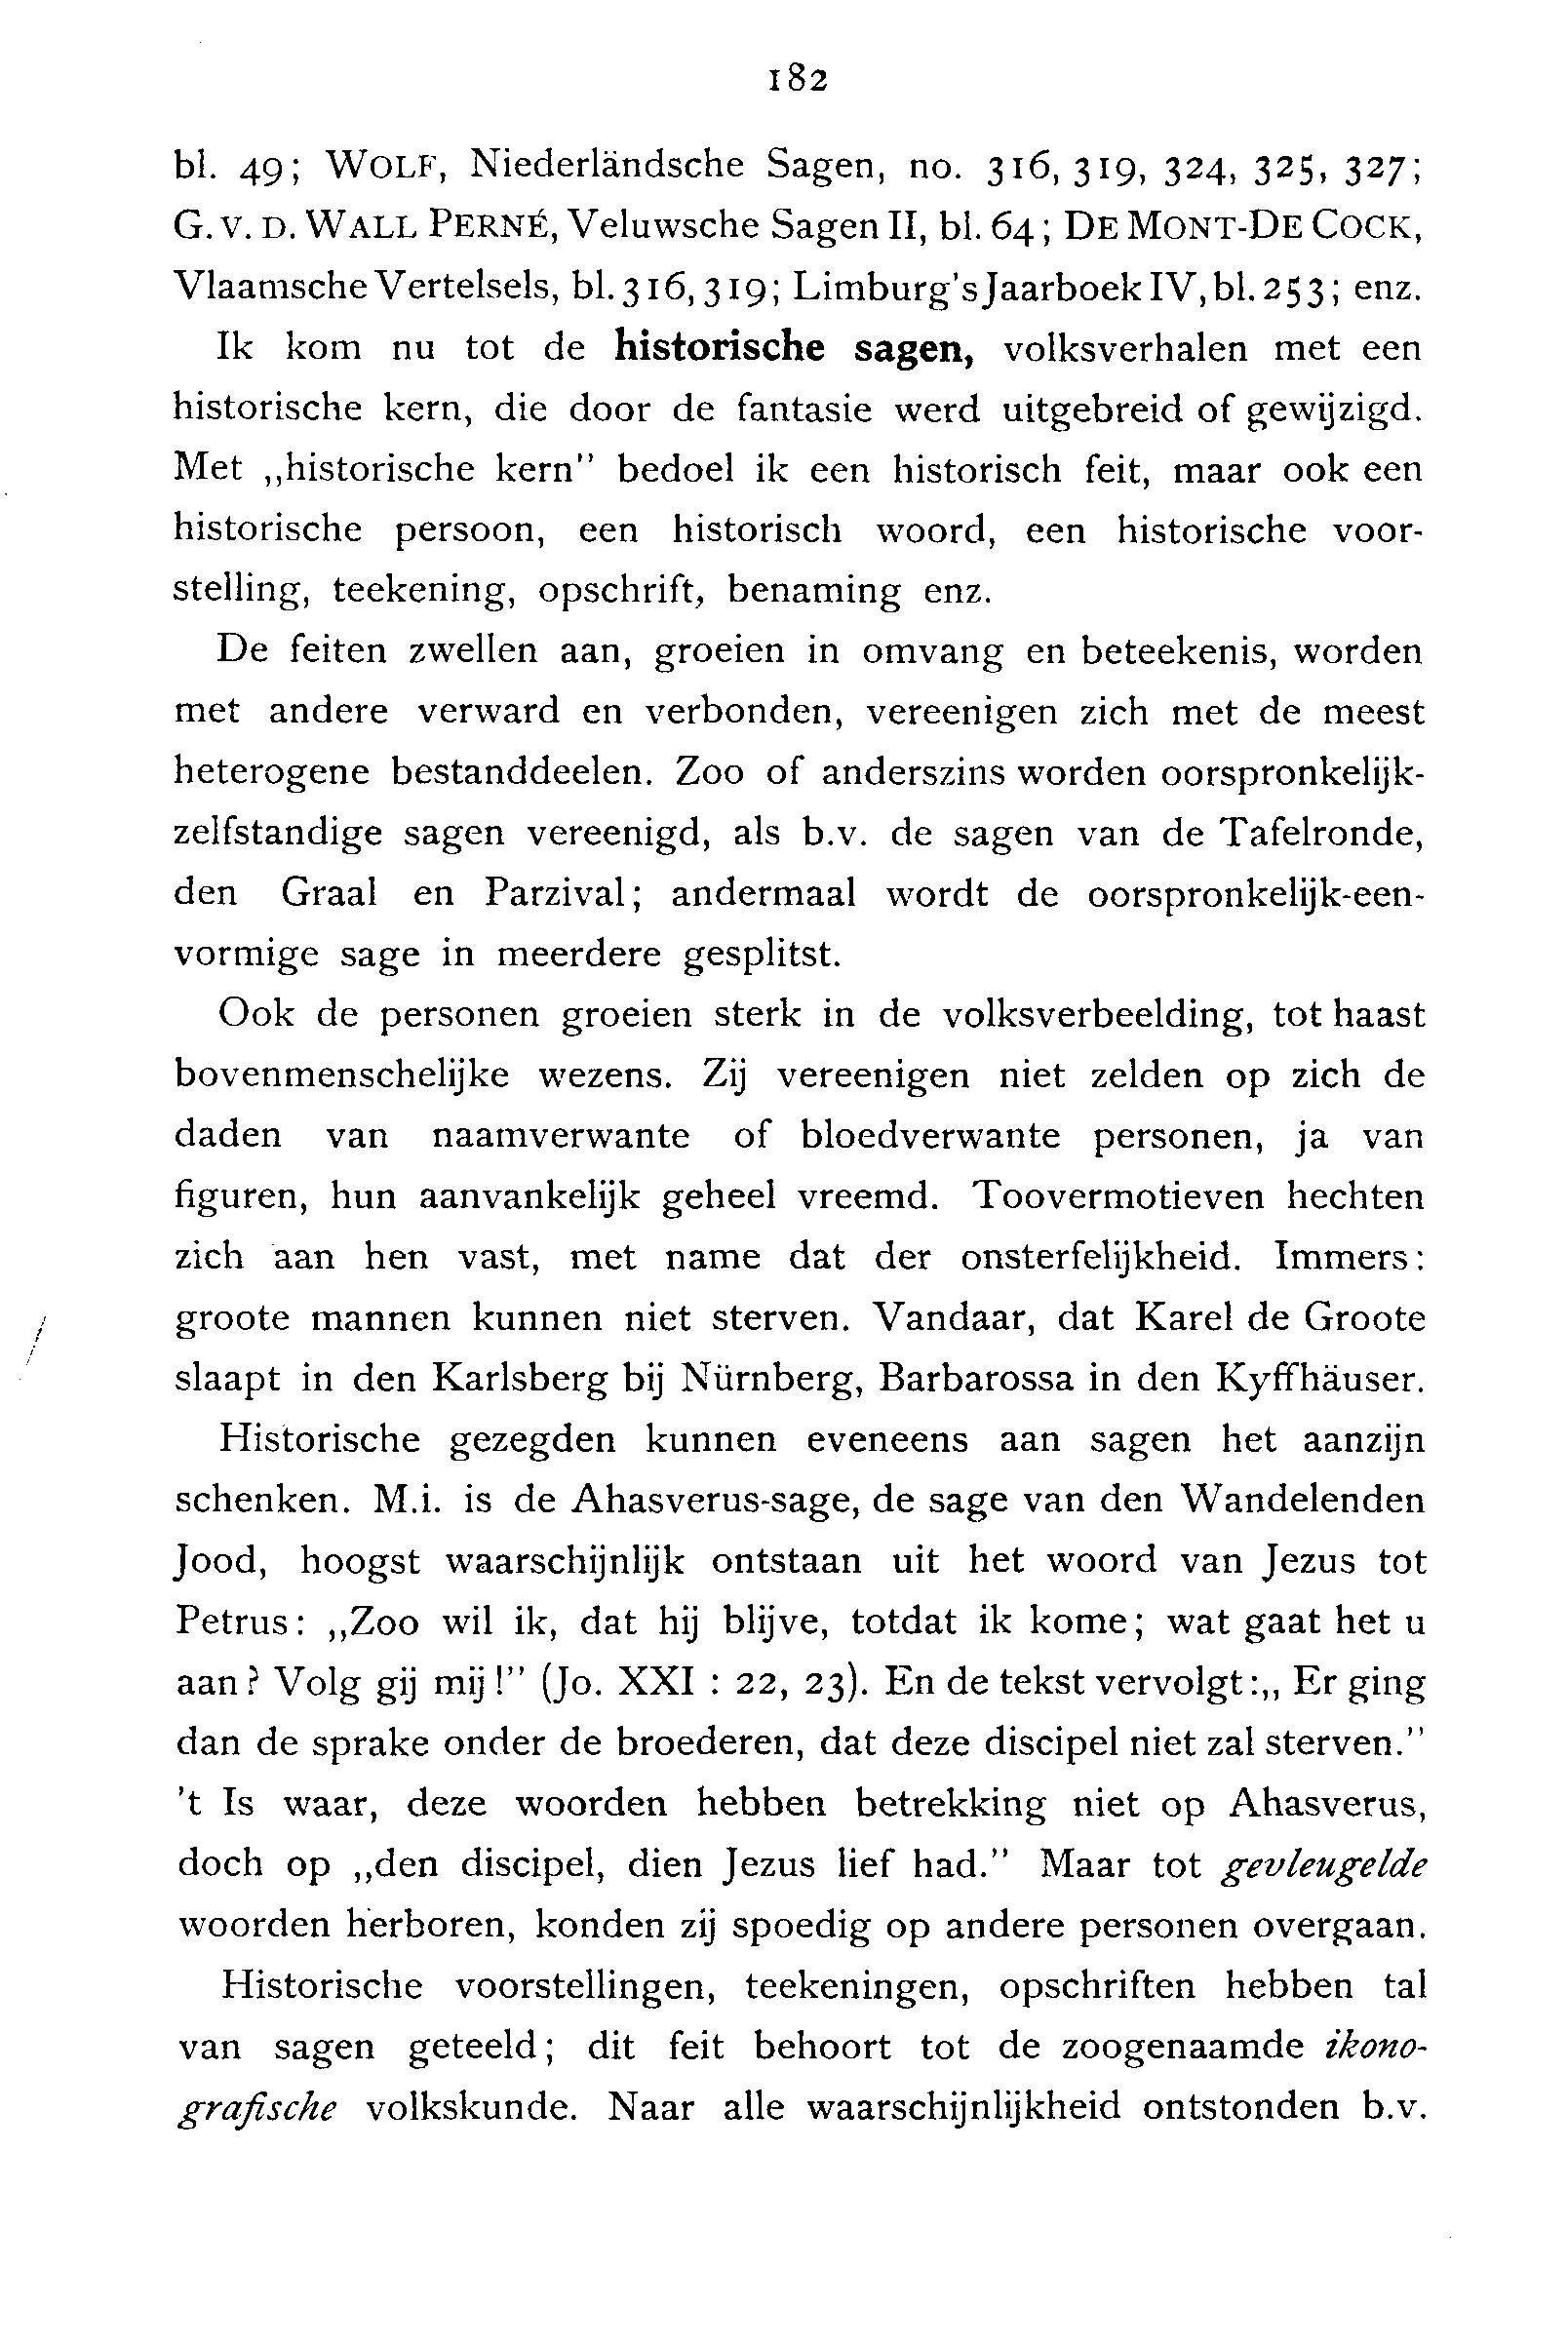 182
bl. 49; WOLF, Niederländsche Sagen, no. 316, 319, 324, 325, 327;
G. V. D. WALL PERNÉ, Veluwsche Sagen II, bl. 64; DE MONT-DE COCK,
Vlaamsche Vertelsels, bl. 316, 319; Limburg's Jaarboek IV, bl. 253; enz.
Ik kom nu tot de historische sagen, volksverhalen met een
historische kern, die door de fantasie werd uitgebreid of gewijzigd.
Met „historische kern” bedoel ik een historisch feit, maar ook een
historische persoon, een historisch woord, een historische voor-
stelling, teekening, opschrift, benaming enz.
De feiten zwellen aan, groeien in omvang en beteekenis, worden
met andere verward en verbonden, vereenigen zich met de meest
heterogene bestanddeelen. Zoo of anderszins worden oorspronkelijk-
zelfstandige sagen vereenigd, als b.v. de sagen van de Tafelronde,
den Graal en Parzival; andermaal wordt de oorspronkelijk-een-
vormige sage in meerdere gesplitst.
Ook de personen groeien sterk in de volksverbeelding, tot haast
bovenmenschelijke wezens. Zij vereenigen niet zelden op zich de
daden van naamverwante of bloedverwante personen, ja van
figuren, hun aanvankelijk geheel vreemd. Toovermotieven hechten
zich aan hen vast, met name dat der onsterfelijkheid. Immers:
groote mannen kunnen niet sterven. Vandaar, dat Karel de Groote
slaapt in den Karlsberg bij Nürnberg, Barbarossa in den Kyffhäuser.
Historische gezegden kunnen eveneens aan sagen het aanzijn
schenken. M.i. is de Ahasverus-sage, de sage van den Wandelenden
Jood, hoogst waarschijnlijk ontstaan uit het woord van Jezus tot
Petrus: „Zoo wil ik, dat hij blijve, totdat ik kome; wat gaat het u
aan? Volg gij mij!” (Jo. XXI : 22, 23). En de tekst vervolgt:„ Er ging
dan de sprake onder de broederen, dat deze discipel niet zal sterven.”
't Is waar, deze woorden hebben betrekking niet op Ahasverus,
doch op „den discipel, dien Jezus lief had.” Maar tot gevleugelde
woorden herboren, konden zij spoedig op andere personen overgaan.
Historische voorstellingen, teekeningen, opschriften hebben tal
van sagen geteeld; dit feit behoort tot de zoogenaamde ikono-
grafische volkskunde. Naar alle waarschijnlijkheid ontstonden b.v.